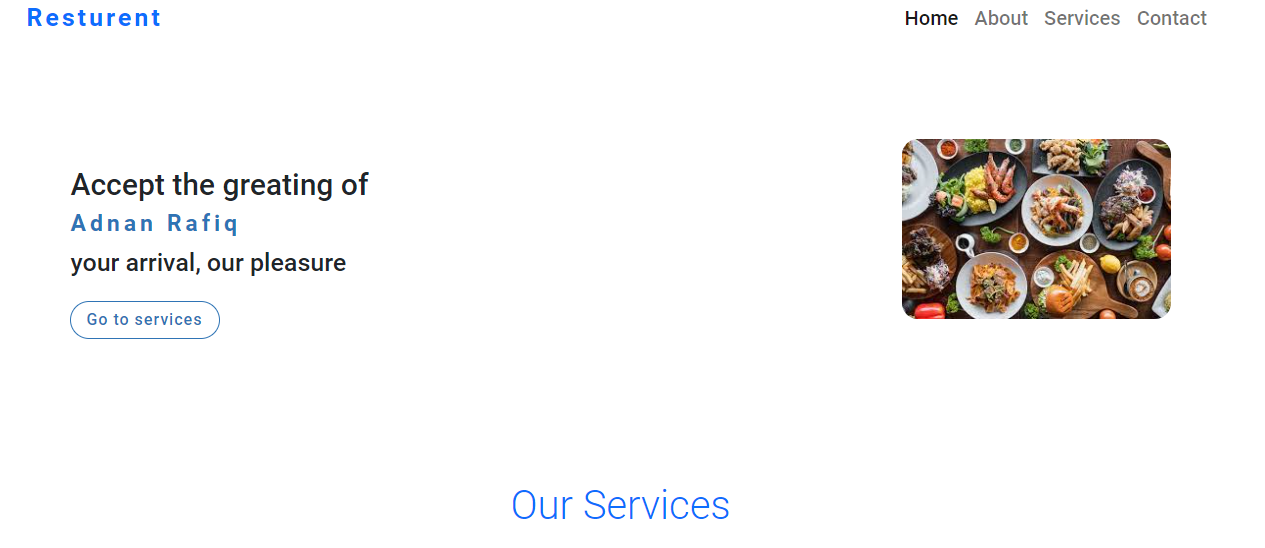 Resturent
Home About Services Contact
Accept the greating of
Adnan Rafiq
your arrival, our pleasure
Go to services
Our Services